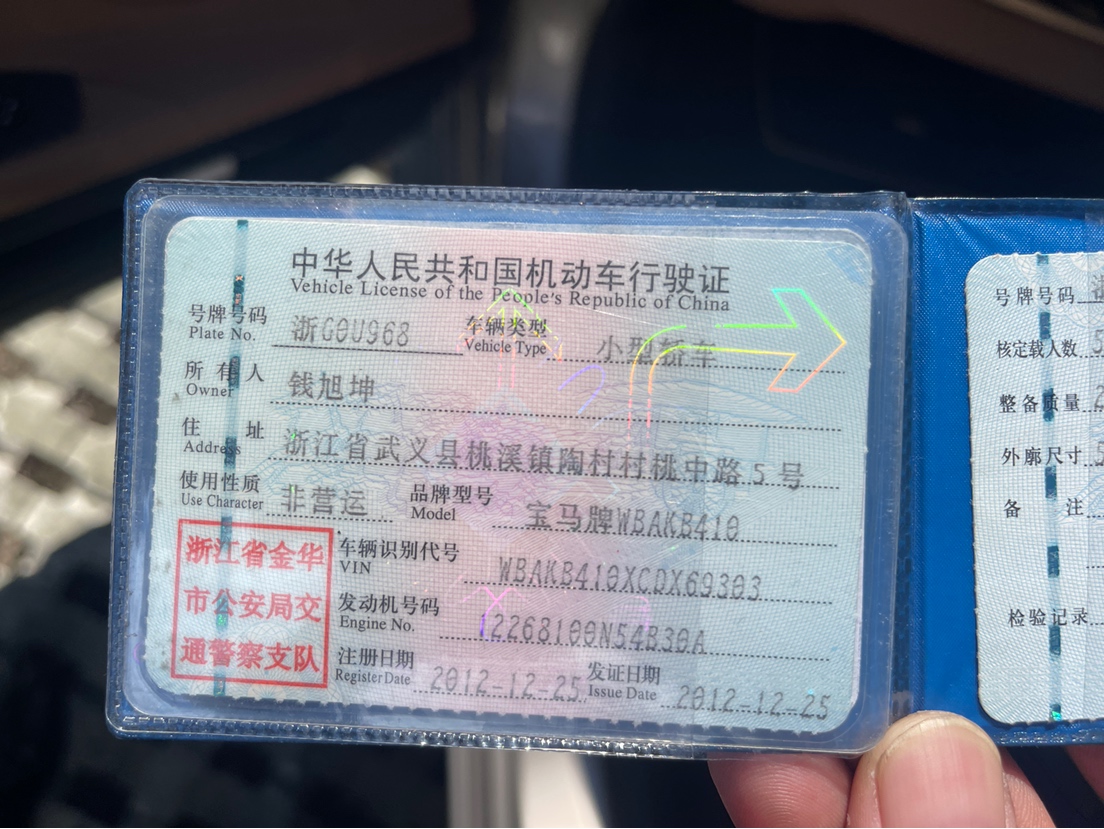 中华人民共和国机动车行驶证
Vehicle License of the People's Republic of China
号牌号码 浙G0U968 车辆类型 小型轿车
Plate No. Vehicle Type
所有人 钱旭坤
Owner
住址 浙江省武义县桃溪镇陶村村桃中路5号
Address
使用性质 非营运 品牌型号 宝马牌WBAKB410
Use Character Model
浙江省金华
市公安局交
通警察支队
车辆识别代号 WBAKB410XCDX69303
VIN
发动机号码 12268100N54B30A
Engine No.
注册日期 2012-12-25 发证日期 2012-12-25
Register Date Issue Date
号牌号码
核定载人数 5
整备质量
外廓尺寸 5
备注
检验记录